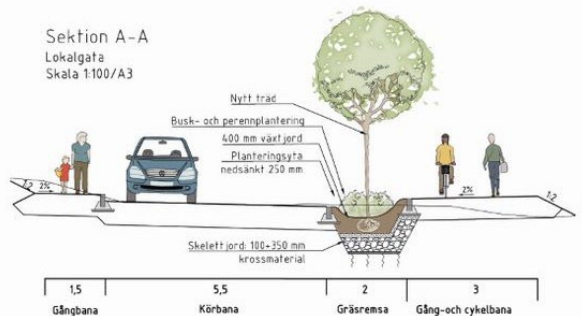 Sektion A-A
Lokalgata
Skala 1:100/A3
Nytt träd
Busk- och perennplantering
400 mm växtjord
Planteringsyta
nedsänkt 250 mm
1:2
2%
2%
1:2
Skelettjord: 100+350 mm
krossmaterial
1,5
5,5
2
3
Gångbana
Körbana
Gräsremsa
Gång-och cykelbana